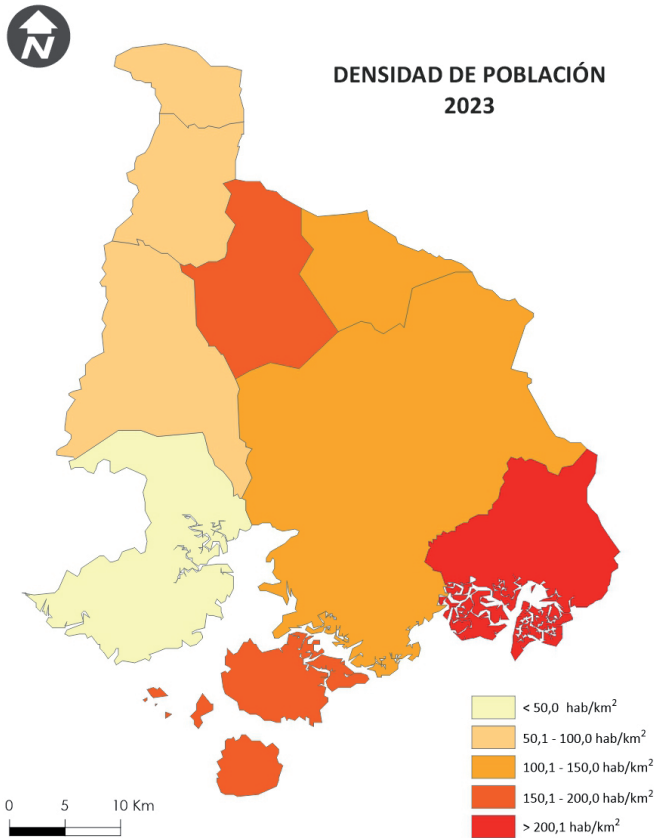 N
DENSIDAD DE POBLACIÓN
2023
< 50,0 hab/km²
50,1 - 100,0 hab/km²
100,1 - 150,0 hab/km²
150,1 - 200,0 hab/km²
> 200,1 hab/km²
0 5 10 Km